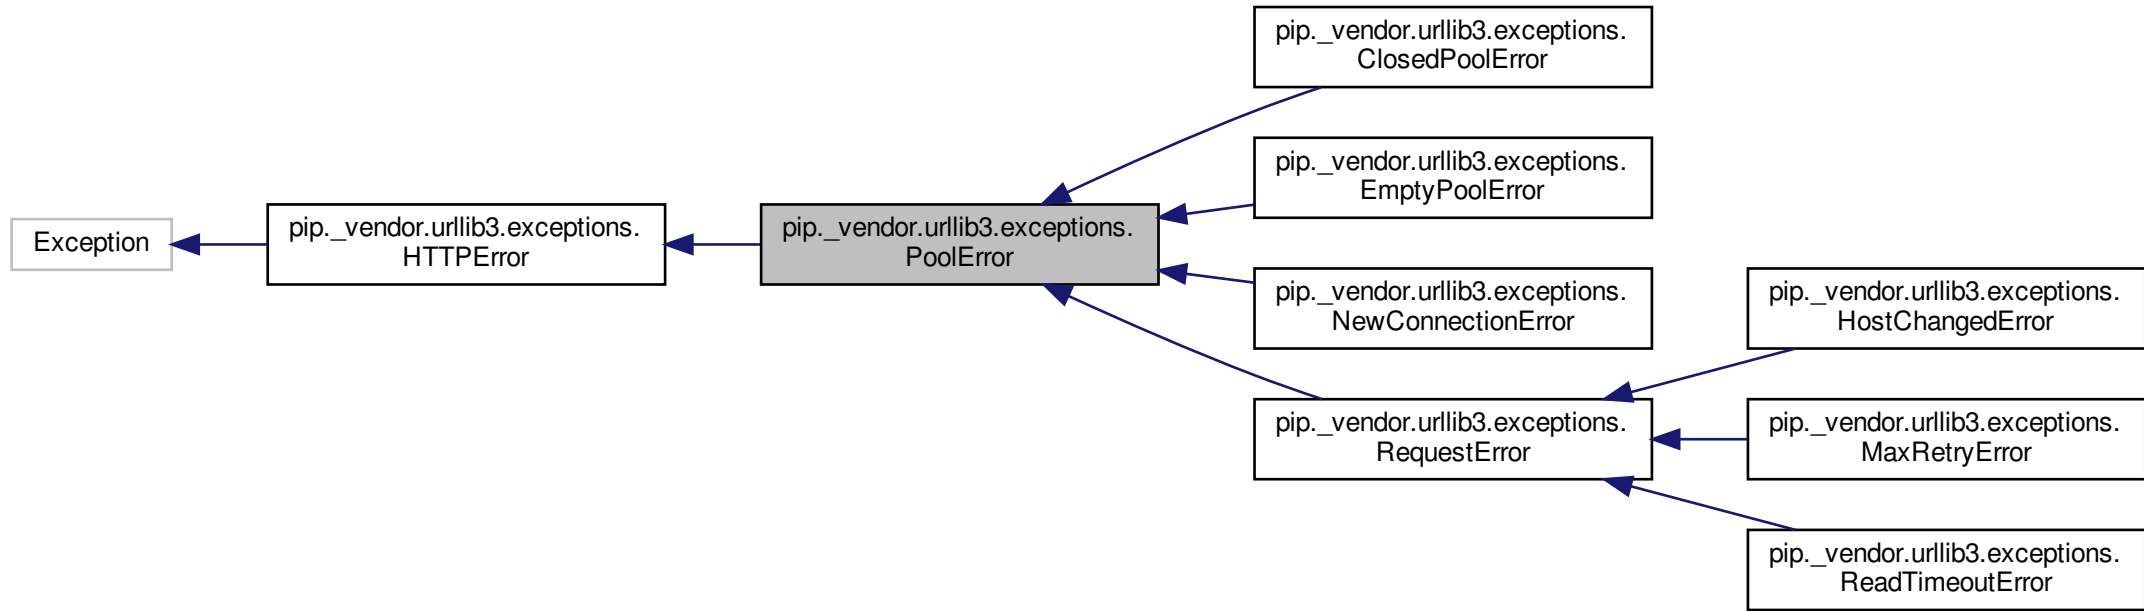 Exception
pip._vendor.urllib3.exceptions.
HTTPError
pip._vendor.urllib3.exceptions.
PoolError
pip._vendor.urllib3.exceptions.
ClosedPoolError
pip._vendor.urllib3.exceptions.
EmptyPoolError
pip._vendor.urllib3.exceptions.
NewConnectionError
pip._vendor.urllib3.exceptions.
RequestError
pip._vendor.urllib3.exceptions.
HostChangedError
pip._vendor.urllib3.exceptions.
MaxRetryError
pip._vendor.urllib3.exceptions.
ReadTimeoutError